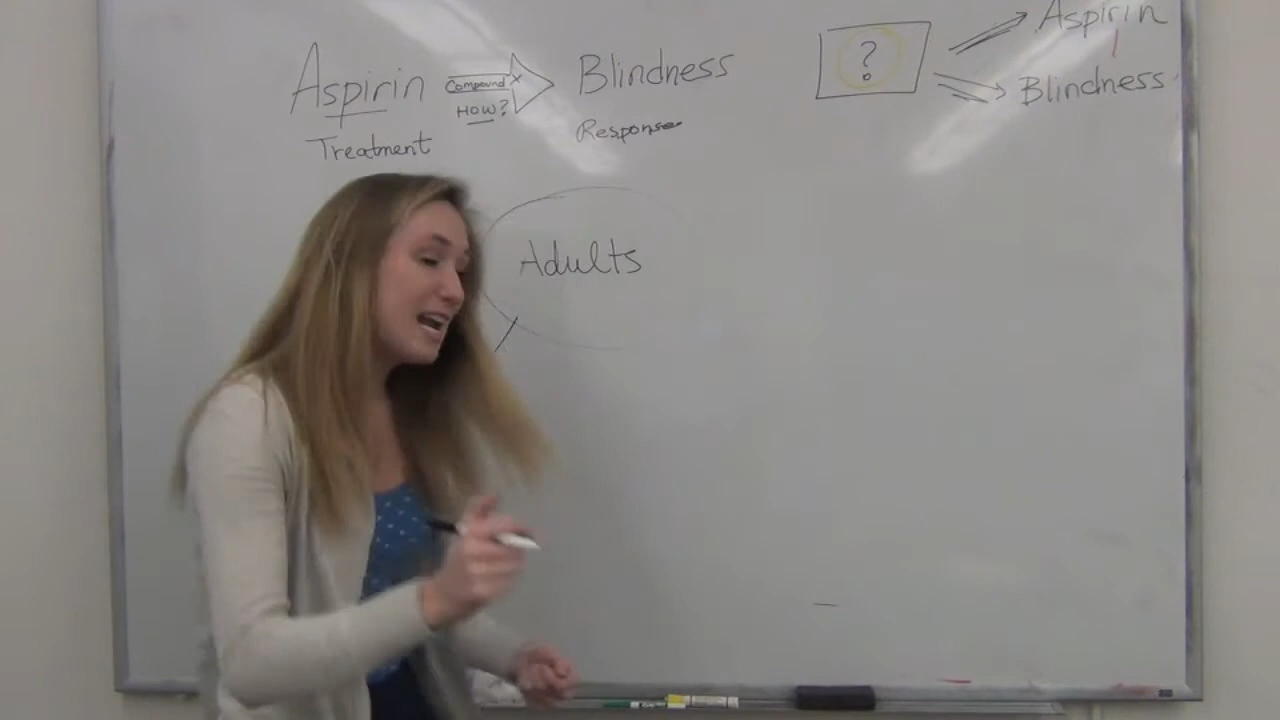 Aspirin
Compound
HOW?
Blindness
Treatment
Response
Adults
?
Aspirin
Blindness